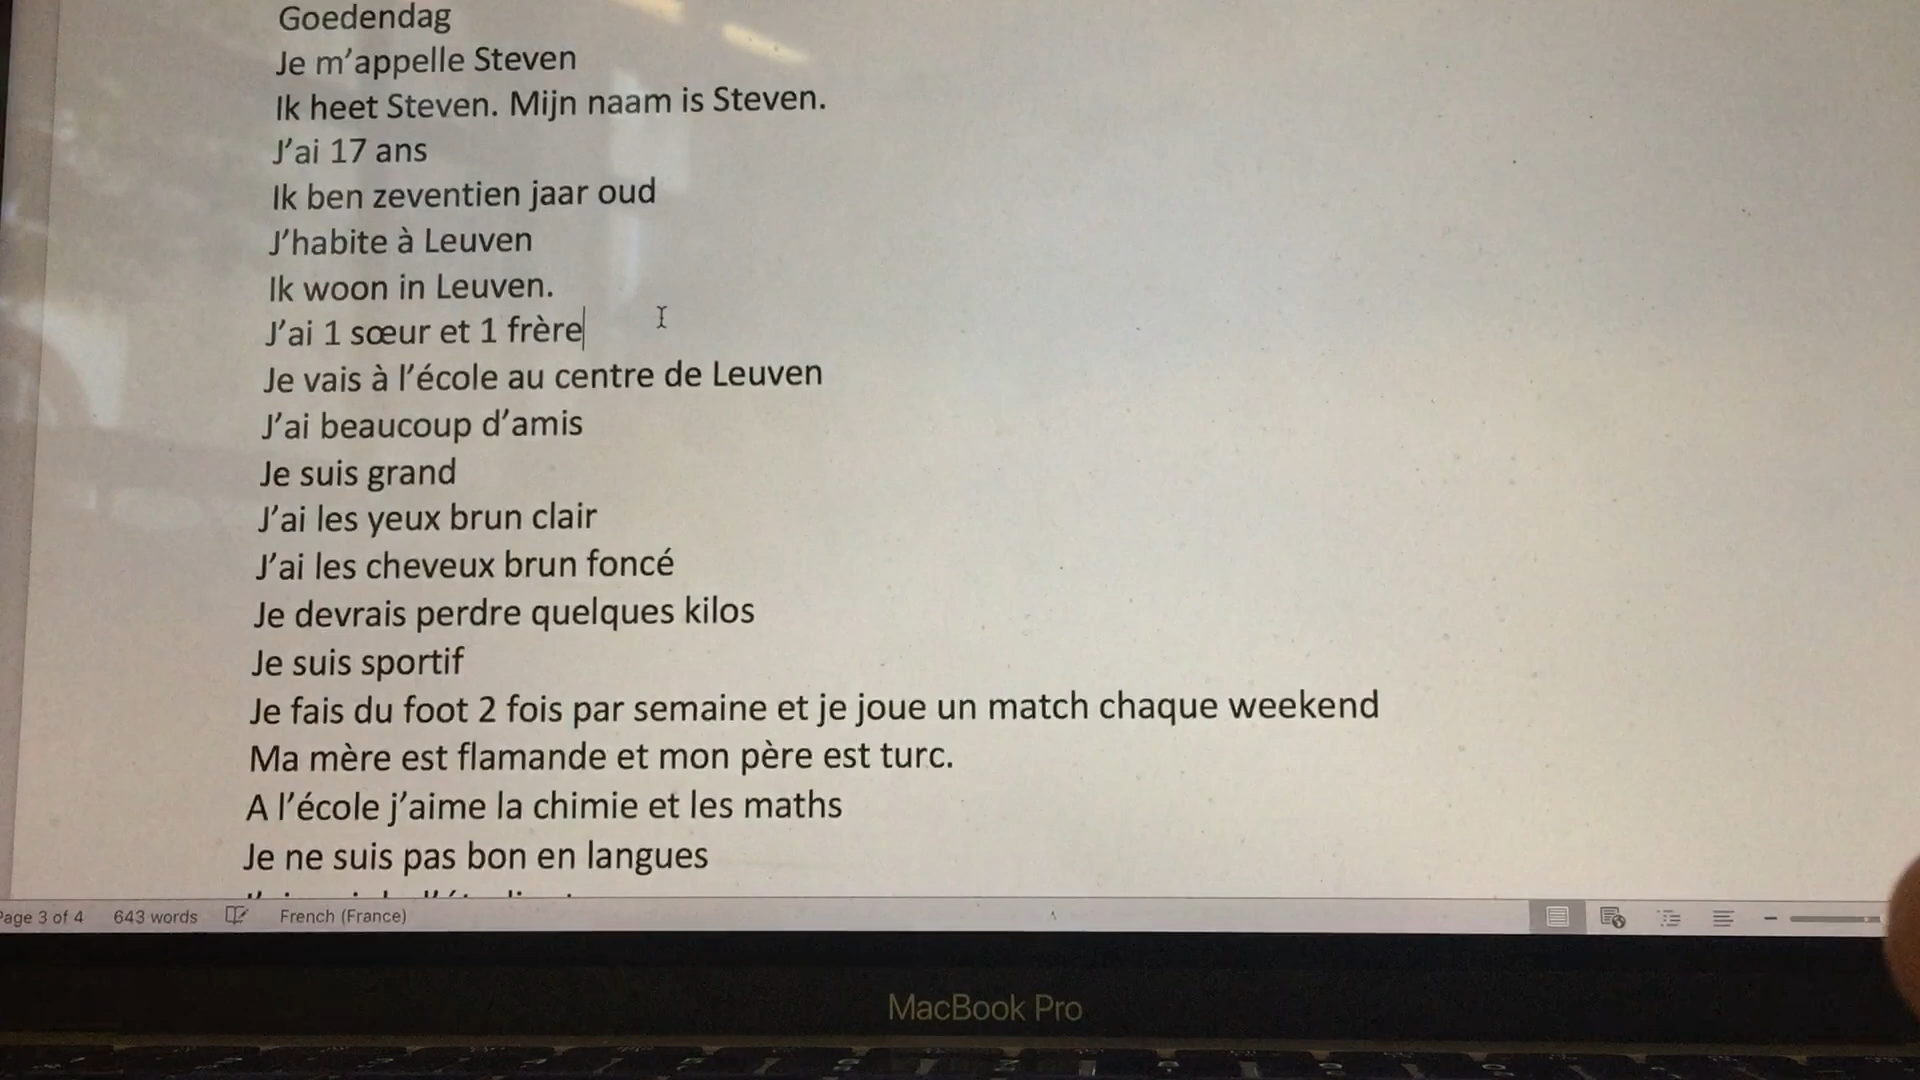 Goedendag
Je m’appelle Steven
Ik heet Steven. Mijn naam is Steven.
J’ai 17 ans
Ik ben zeventien jaar oud
J’habite à Leuven
Ik woon in Leuven.
J’ai 1 sœur et 1 frère
Je vais à l’école au centre de Leuven
J’ai beaucoup d’amis
Je suis grand
J’ai les yeux brun clair
J’ai les cheveux brun foncé
Je devrais perdre quelques kilos
Je suis sportif
Je fais du foot 2 fois par semaine et je joue un match chaque weekend
Ma mère est flamande et mon père est turc.
A l’école j’aime la chimie et les maths
Je ne suis pas bon en langues
Page 3 of 4 643 words French (France)
MacBook Pro